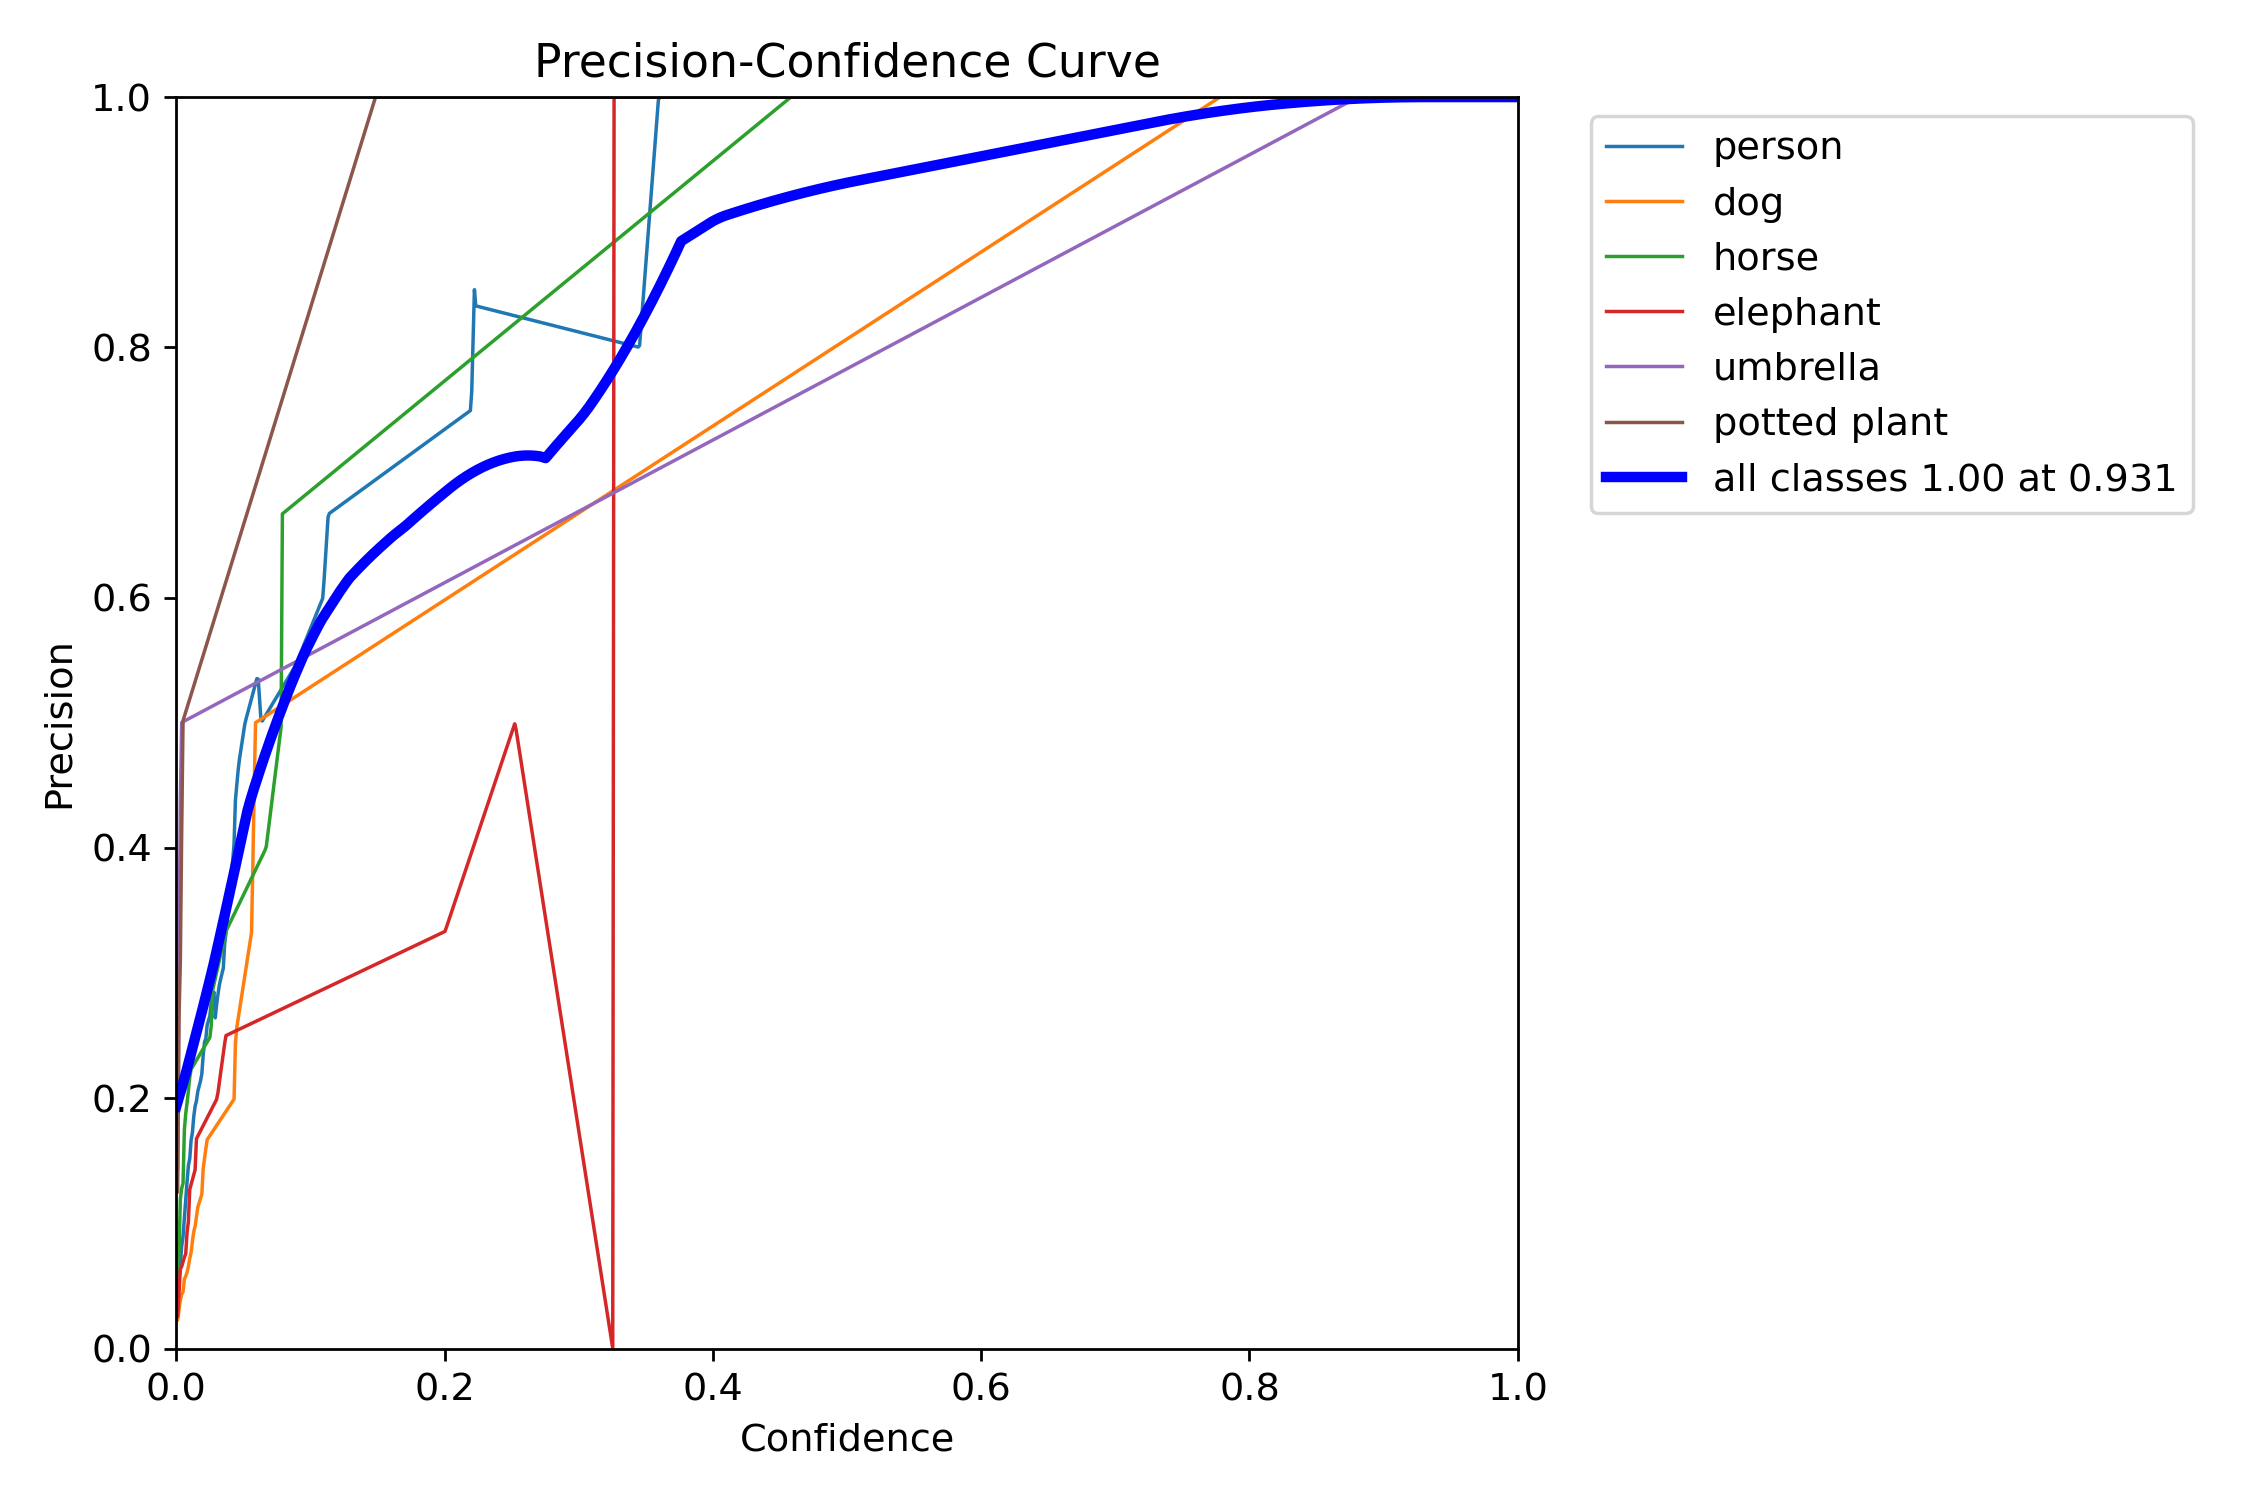 Precision-Confidence Curve
1.0
0.8
0.6
0.4
0.2
0.0
Precision
0.0 0.2 0.4 0.6 0.8 1.0
Confidence
person
dog
horse
elephant
umbrella
potted plant
all classes 1.00 at 0.931